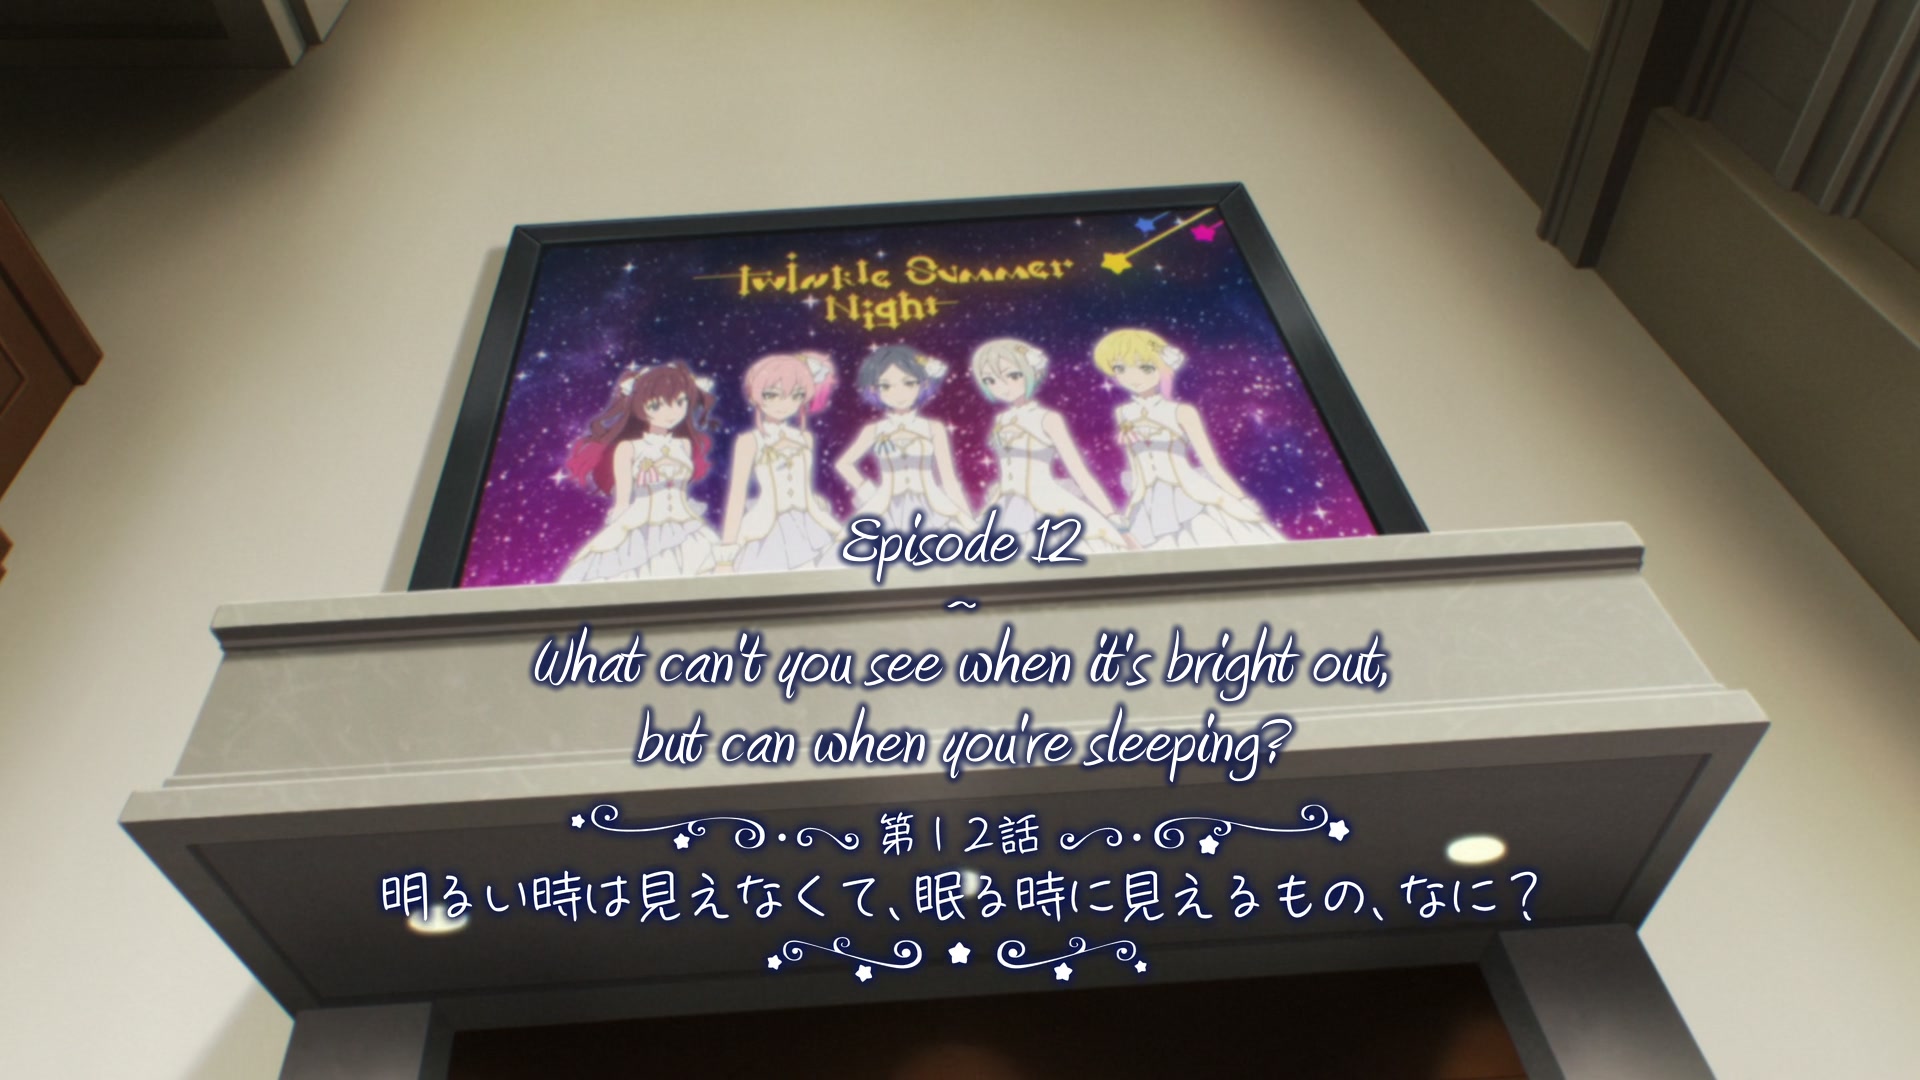 Twinkle Summer
Night
Episode 12
~
What can't you see when it's bright out,
but can when you're sleeping?
第12話
明るい時は見えなくて、眠る時に見えるもの、なに?